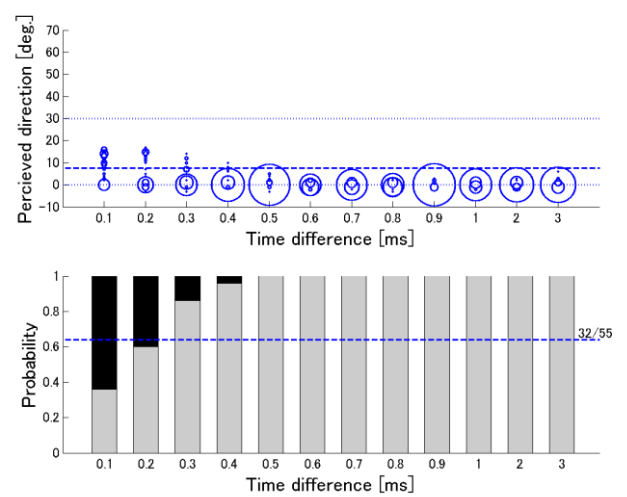 Percieved direction [deg.]
70
60
50
40
30
20
10
0
−10
0.1 0.2 0.3 0.4 0.5 0.6 0.7 0.8 0.9 1 2 3
Time difference [ms]
Probability
1
0.8
0.6
0.4
0.2
0
32/55
0.1 0.2 0.3 0.4 0.5 0.6 0.7 0.8 0.9 1 2 3
Time difference [ms]